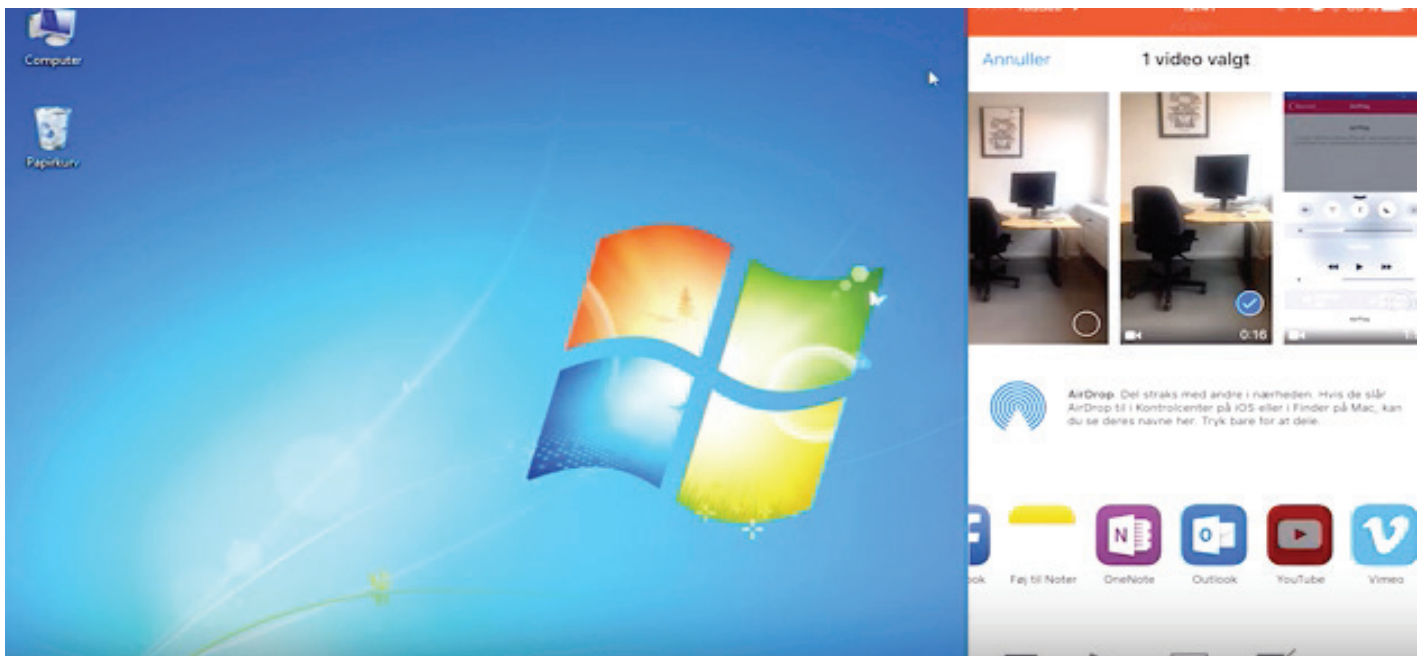 Computer
Papirkurv
Annuller
1 video valgt
0:16
AirDrop. Del straks med andre i nærheden. Hvis de slår
AirDrop til i Kontrolcenter på iOS eller i Finder på Mac, kan
du se deres navne her. Tryk bare for at dele.
Føj til Noter
OneNote
Outlook
YouTube
Vimeo